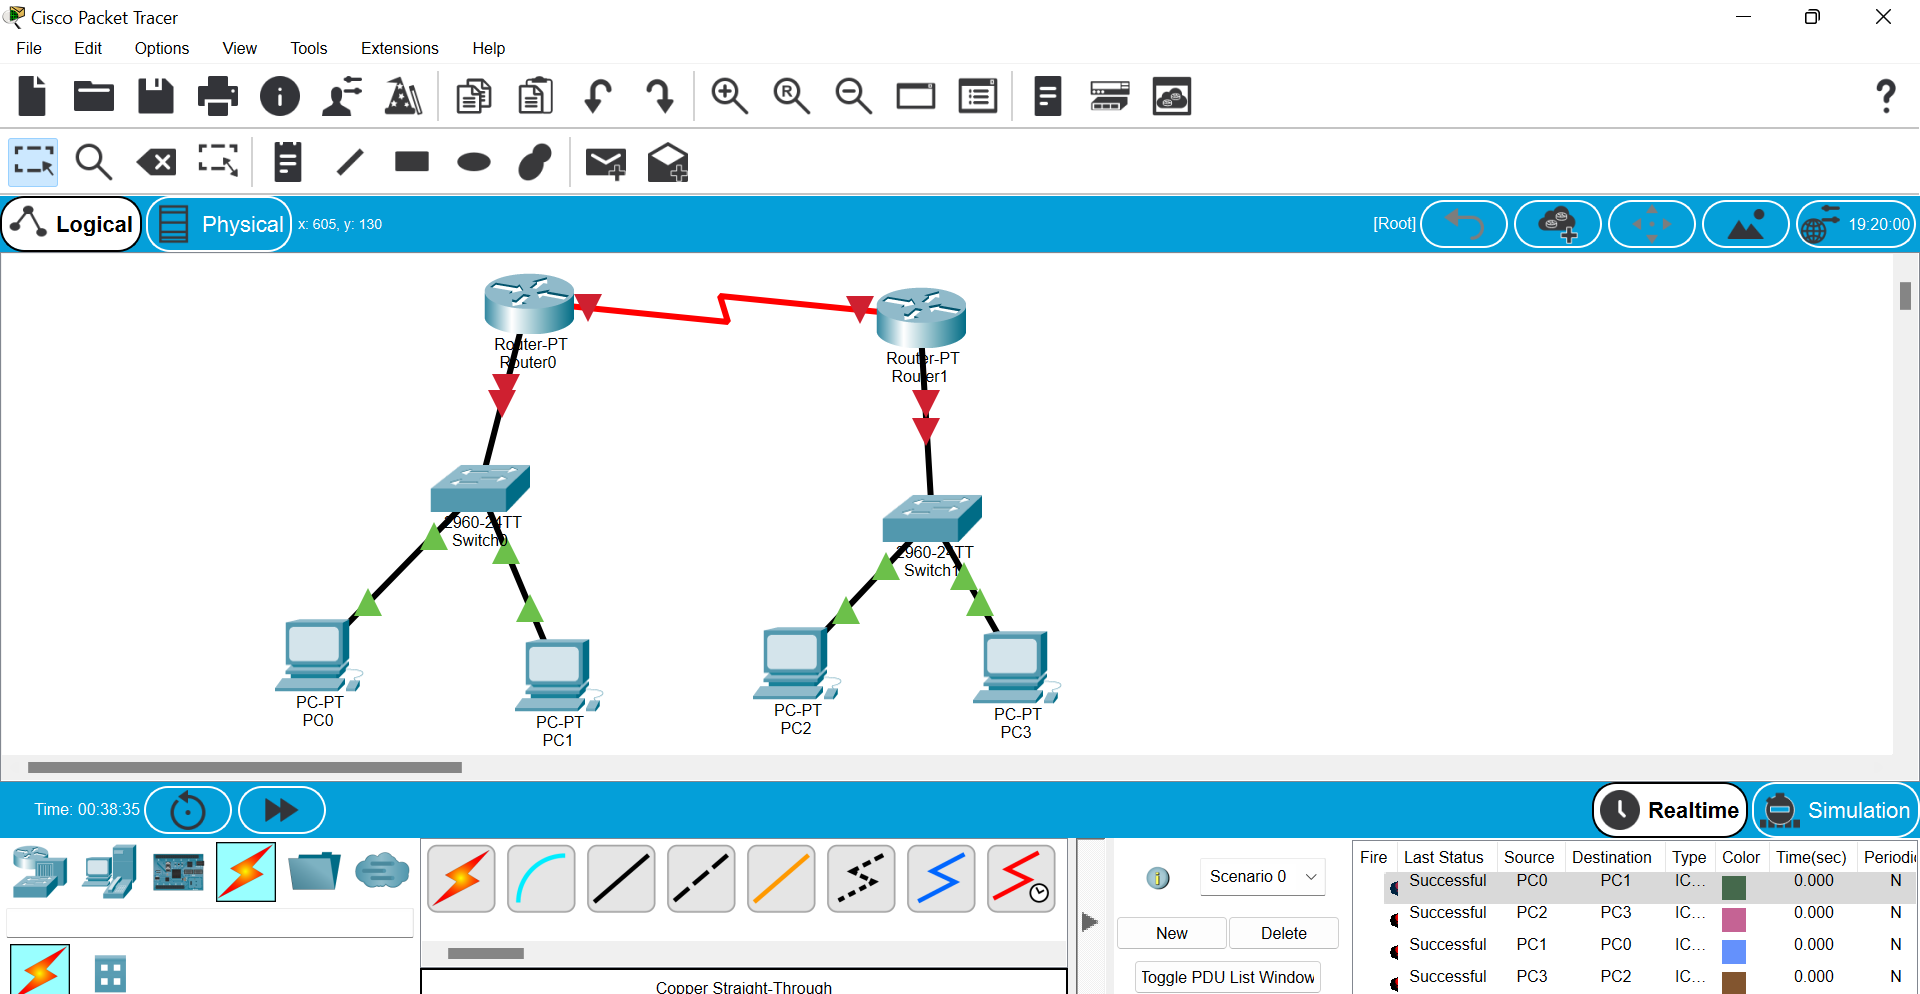 Cisco Packet Tracer
File Edit Options View Tools Extensions Help
Logical Physical x: 605, y: 130 [Root] 19:20:00
Router-PT
Router0
Router-PT
Router1
2960-24TT
Switch0
2960-24TT
Switch1
PC-PT
PC0
PC-PT
PC1
PC-PT
PC2
PC-PT
PC3
Time: 00:38:35 Realtime Simulation
Scenario 0
New Delete
Toggle PDU List Window
Copper Straight-Through
Fire Last Status Source Destination Type Color Time(sec) Periodic
Successful PC0 PC1 IC... 0.000 N
Successful PC2 PC3 IC... 0.000 N
Successful PC1 PC0 IC... 0.000 N
Successful PC3 PC2 IC... 0.000 N